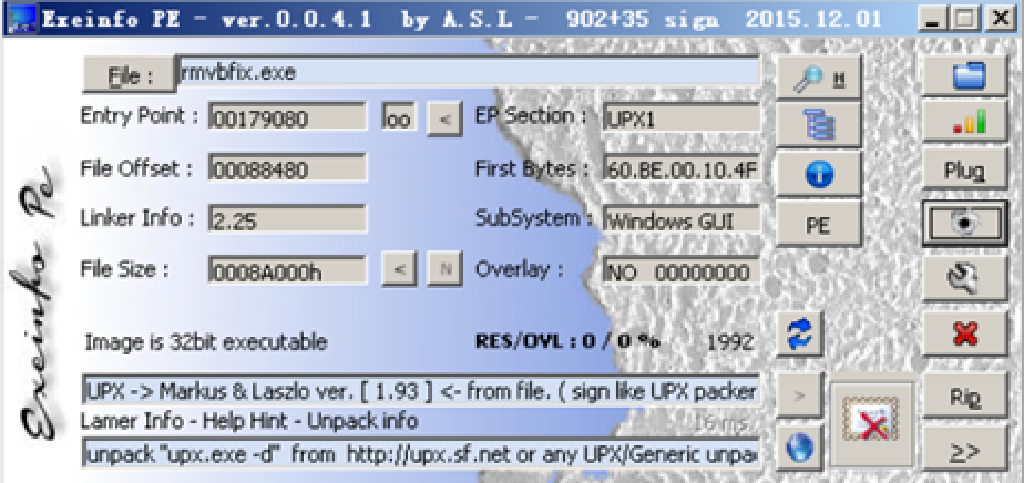 Exeinfo PE - ver.0.0.4.1 by A.S.L - 902+35 sign 2015.12.01
File : rmvbfix.exe H
Entry Point : 00179080 oo < EP Section : UPX1
File Offset : 00088480 First Bytes : 60.BE.00.10.4F Plug
Linker Info : 2.25 SubSystem : Windows GUI PE
File Size : 0008A000h < N Overlay : NO 00000000
Image is 32bit executable RES/OVL : 0 / 0 % 1992
UPX -> Markus & Laszlo ver. [ 1.93 ] <- from file. ( sign like UPX packer > Rip
Lamer Info - Help Hint - Unpack info 16 ms.
unpack "upx.exe -d" from http://upx.sf.net or any UPX/Generic unpa >>
Exeinfo Pe